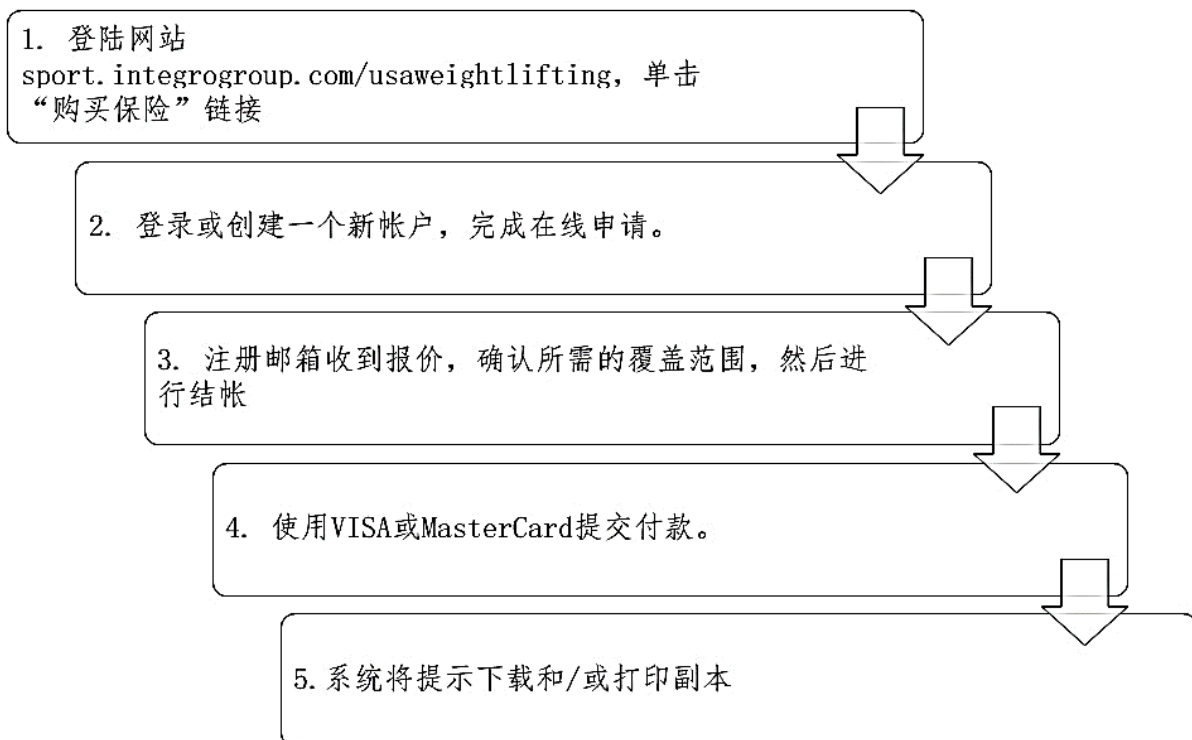 1. 登陆网站
sport.integrogroup.com/usaweightlifting，单击
“购买保险”链接
2. 登录或创建一个新帐户，完成在线申请。
3. 注册邮箱收到报价，确认所需的覆盖范围，然后进
行结帐
4. 使用VISA或MasterCard提交付款。
5.系统将提示下载和/或打印副本